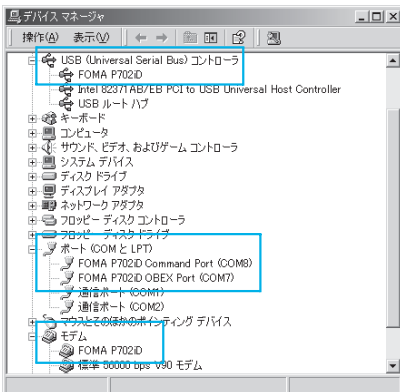 デバイス マネージャ
操作(A) 表示(V)
USB (Universal Serial Bus) コントローラ
FOMA P702iD
Intel 82371AB/EB PCI to USB Universal Host Controller
USB ルート ハブ
キーボード
コンピュータ
サウンド、ビデオ、およびゲーム コントローラ
システム デバイス
ディスク ドライブ
ディスプレイ アダプタ
ネットワーク アダプタ
フロッピー ディスク コントローラ
フロッピー ディスク ドライブ
ポート (COM と LPT)
FOMA P702iD Command Port (COM8)
FOMA P702iD OBEX Port (COM7)
通信ポート (COM1)
通信ポート (COM2)
マウスとそのほかのポインティング デバイス
モデム
FOMA P702iD
標準 56000 bps V90 モデム